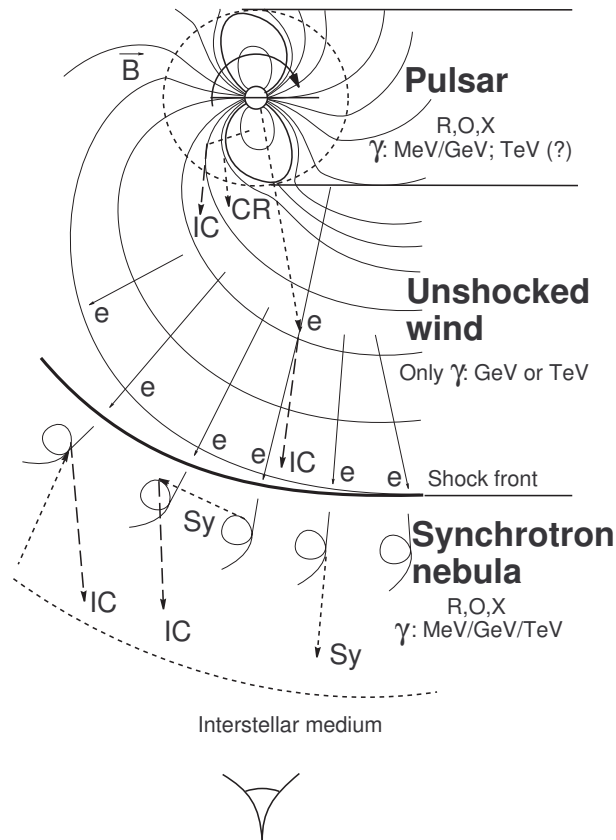 B
Pulsar
R,O,X
γ: MeV/GeV; TeV (?)
CR
IC
Unshocked
wind
e
e
Only γ: GeV or TeV
e
e
e
IC
e
e
Shock front
Sy
Synchrotron
nebula
IC
IC
R,O,X
γ: MeV/GeV/TeV
Sy
Interstellar medium